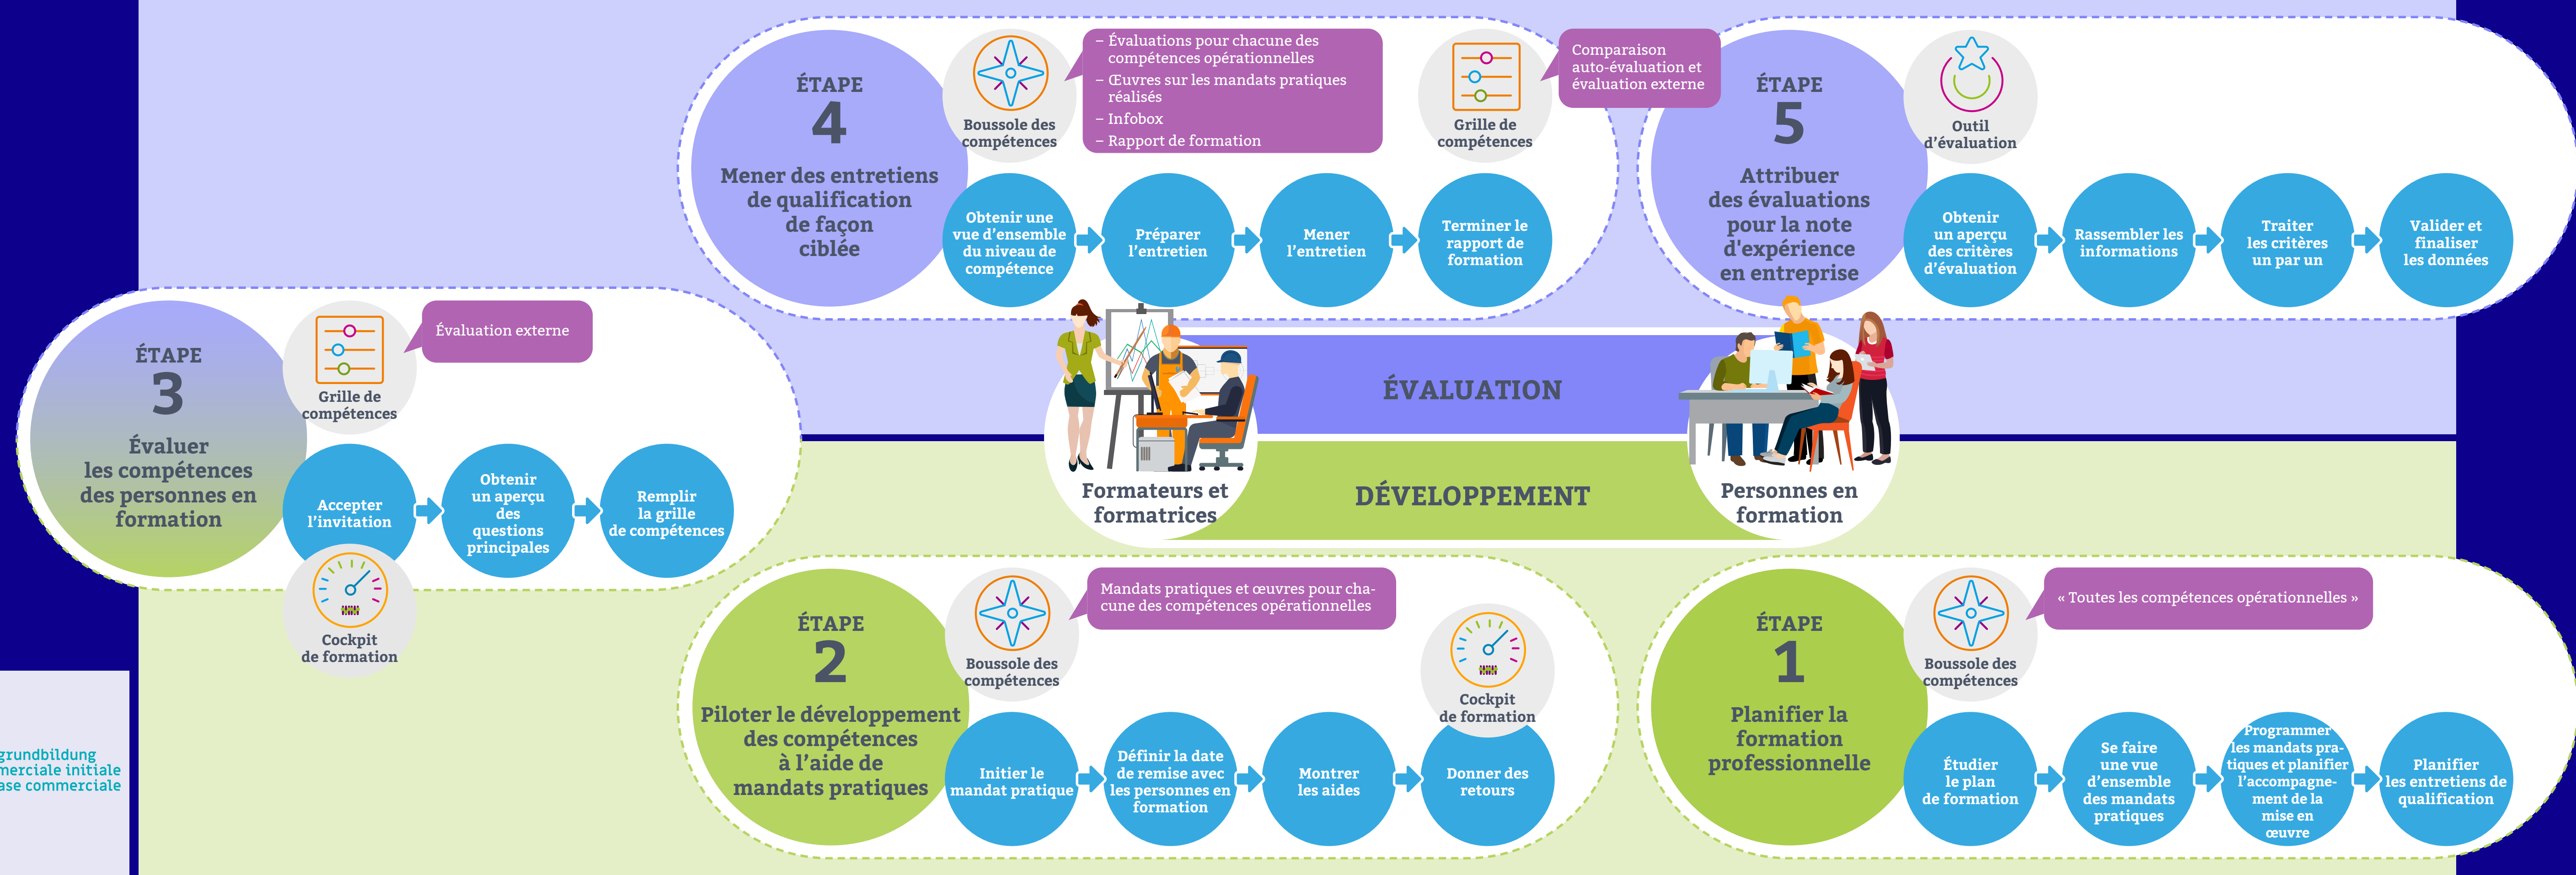 ÉTAPE
4
Mener des entretiens
de qualification
de façon
ciblée
Boussole des
compétences
– Évaluations pour chacune des
compétences opérationnelles
– Œuvres sur les mandats pratiques
réalisés
– Infobox
– Rapport de formation
Grille de
compétences
Comparaison
auto-évaluation et
évaluation externe
Obtenir une
vue d’ensemble
du niveau de
compétence
Préparer
l’entretien
Mener
l’entretien
Terminer le
rapport de
formation
ÉTAPE
5
Attribuer
des évaluations
pour la note
d'expérience
en entreprise
Outil
d’évaluation
Obtenir
un aperçu
des critères
d’évaluation
Rassembler les
informations
Traiter
les critères
un par un
Valider et
finaliser
les données
ÉTAPE
3
Évaluer
les compétences
des personnes en
formation
Grille de
compétences
Évaluation externe
Accepter
l’invitation
Obtenir
un aperçu
des
questions
principales
Remplir
la grille
de compétences
Cockpit
de formation
ÉVALUATION
DÉVELOPPEMENT
Formateurs et
formatrices
Personnes en
formation
ÉTAPE
2
Piloter le développement
des compétences
à l’aide de
mandats pratiques
Boussole des
compétences
Mandats pratiques et œuvres pour cha-
cune des compétences opérationnelles
Cockpit
de formation
Initier le
mandat pratique
Définir la date
de remise avec
les personnes en
formation
Montrer
les aides
Donner des
retours
ÉTAPE
1
Planifier la
formation
professionnelle
Boussole des
compétences
« Toutes les compétences opérationnelles »
Étudier
le plan
de formation
Se faire
une vue
d’ensemble
des mandats
pratiques
Programmer
les mandats pra-
tiques et planifier
l’accompagne-
ment de la
mise en
œuvre
Planifier
les entretiens de
qualification
grundbildung
merciale initiale
ase commerciale